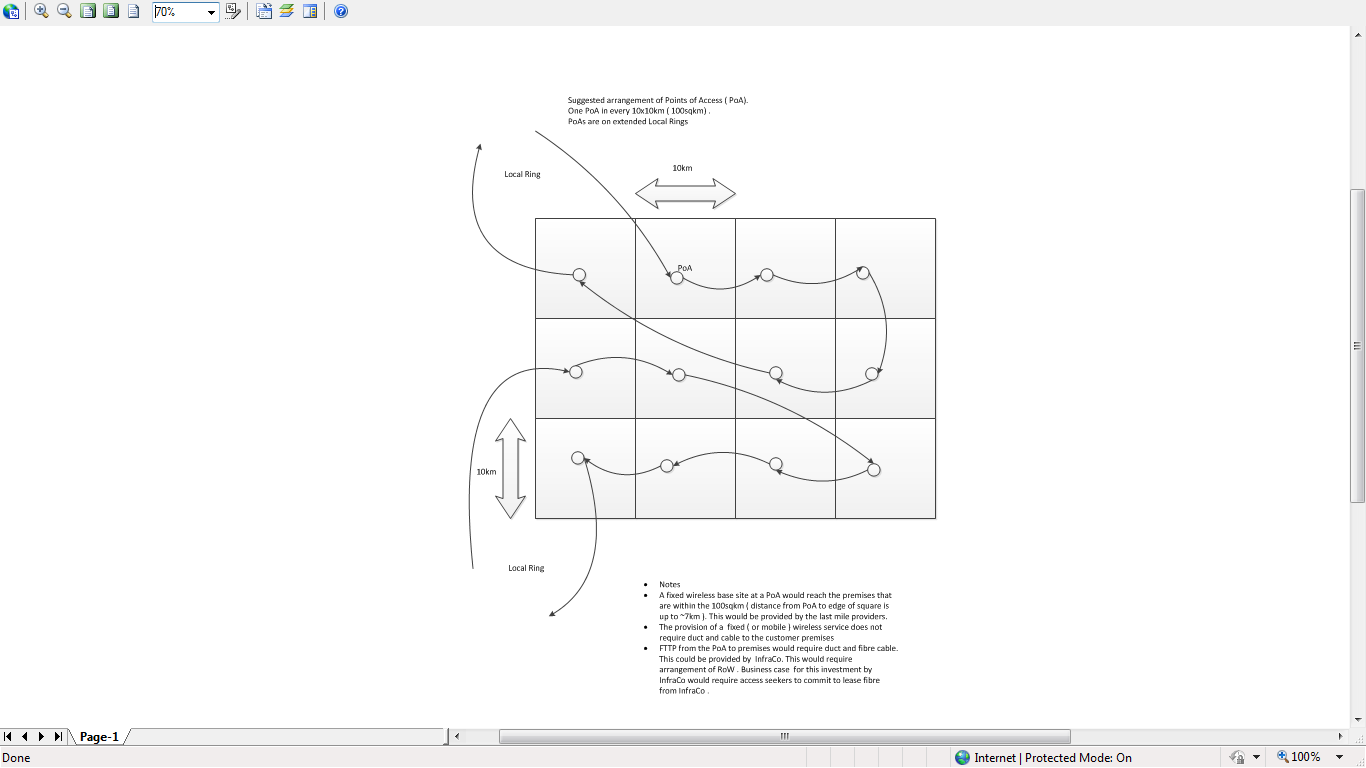 70%
Suggested arrangement of Points of Access ( PoA).
One PoA in every 10x10km ( 100sqkm) .
PoAs are on extended Local Rings
10km
Local Ring
PoA
10km
Local Ring
• Notes
• A fixed wireless base site at a PoA would reach the premises that
are within the 100sqkm ( distance from PoA to edge of square is
up to ~7km ). This would be provided by the last mile providers.
• The provision of a fixed ( or mobile ) wireless service does not
require duct and cable to the customer premises
• FTTP from the PoA to premises would require duct and fibre cable.
This could be provided by InfraCo. This would require
arrangement of RoW . Business case for this investment by
InfraCo would require access seekers to commit to lease fibre
from InfraCo .
Page-1
Done
Internet | Protected Mode: On
100%